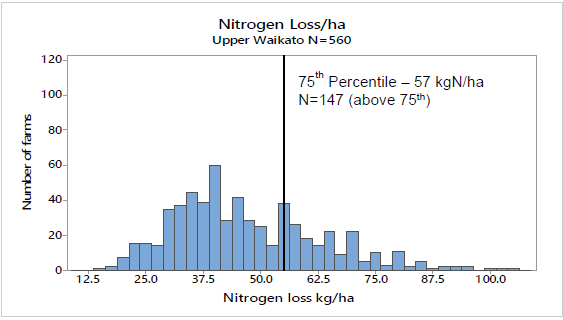 Nitrogen Loss/ha
Upper Waikato N=560
75th Percentile – 57 kgN/ha
N=147 (above 75th)
Number of farms
120
100
80
60
40
20
0
12.5 25.0 37.5 50.0 62.5 75.0 87.5 100.0
Nitrogen loss kg/ha